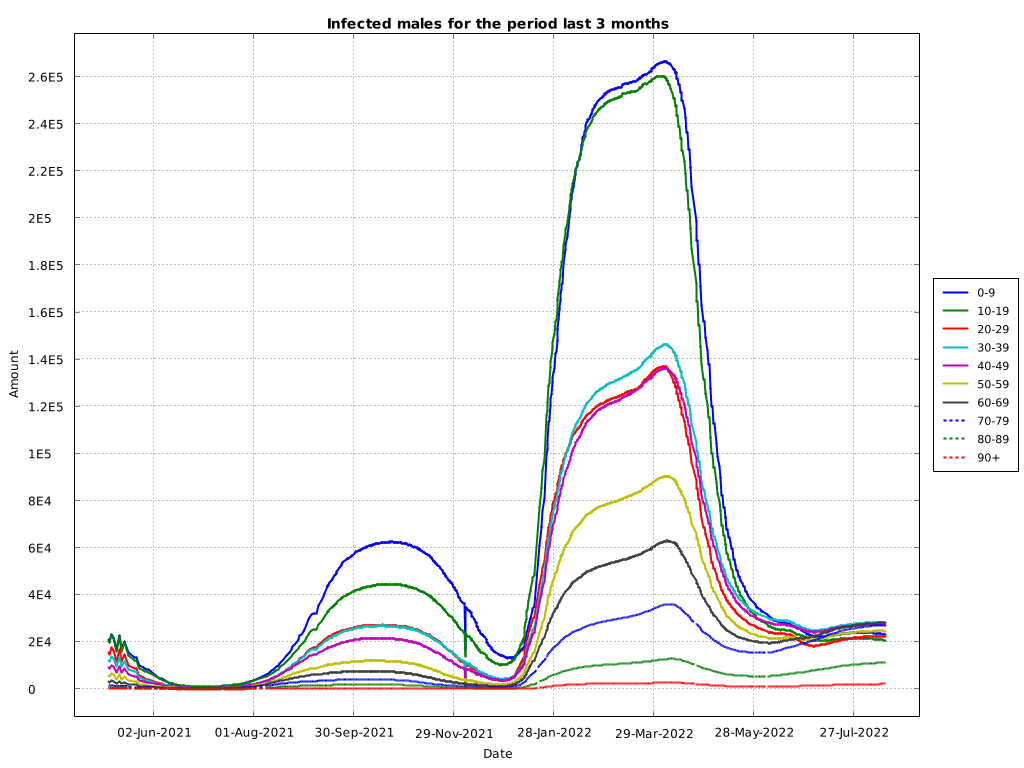 Infected males for the period last 3 months
Amount
2.6E5
2.4E5
2.2E5
2E5
1.8E5
1.6E5
1.4E5
1.2E5
1E5
8E4
6E4
4E4
2E4
0
02-Jun-2021 01-Aug-2021 30-Sep-2021 29-Nov-2021 28-Jan-2022 29-Mar-2022 28-May-2022 27-Jul-2022
Date
0-9
10-19
20-29
30-39
40-49
50-59
60-69
70-79
80-89
90+